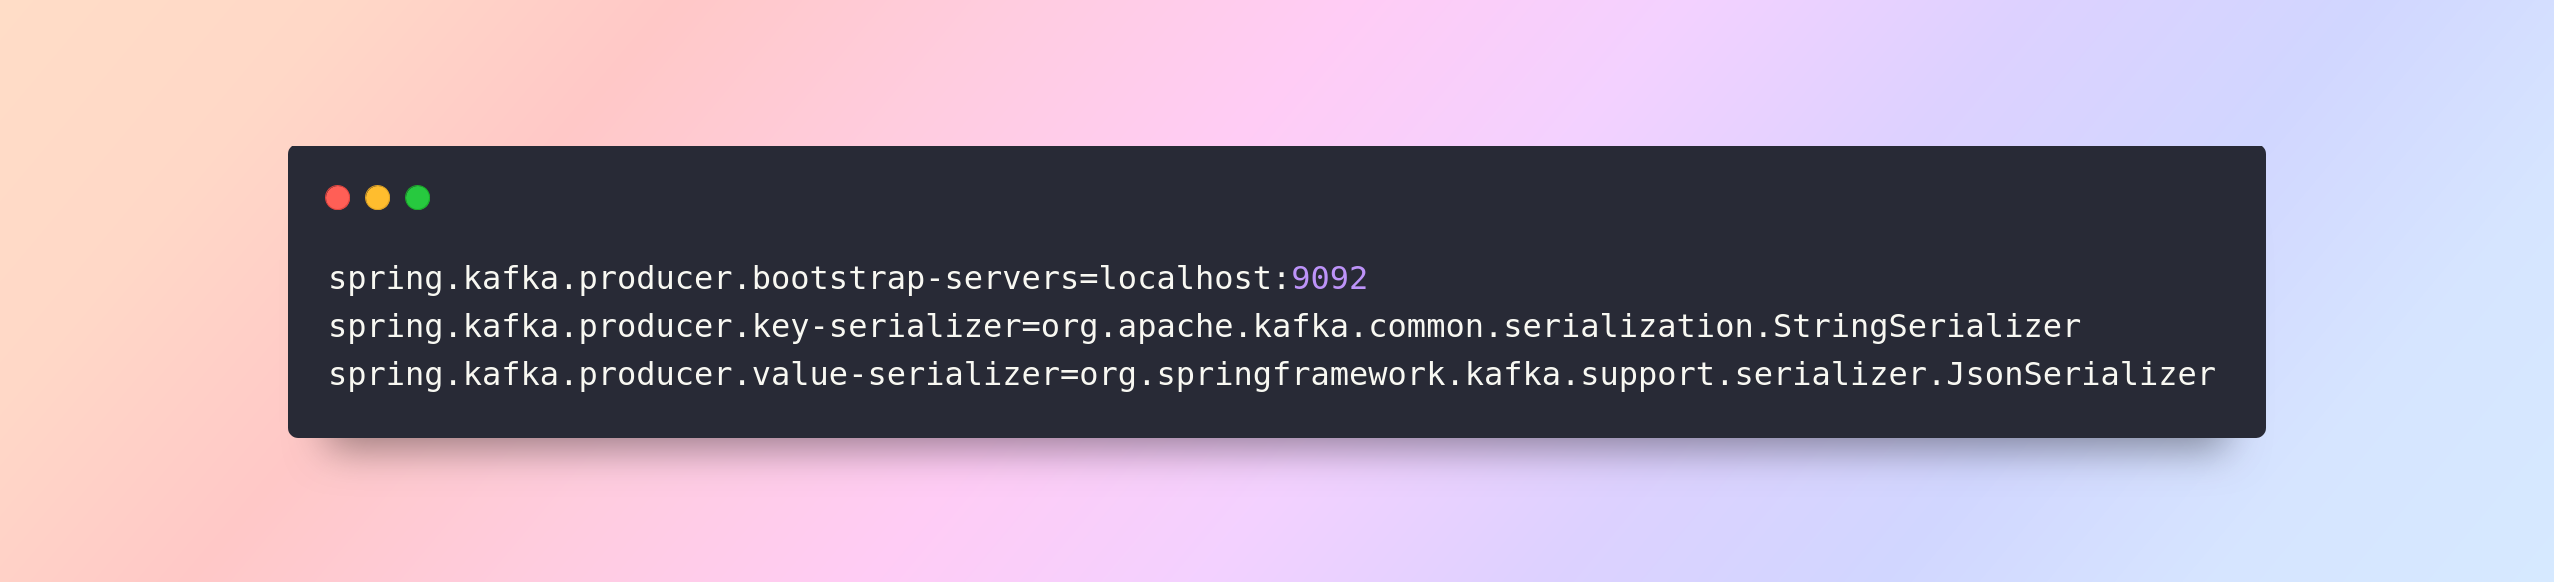 spring.kafka.producer.bootstrap-servers=localhost:9092
spring.kafka.producer.key-serializer=org.apache.kafka.common.serialization.StringSerializer
spring.kafka.producer.value-serializer=org.springframework.kafka.support.serializer.JsonSerializer